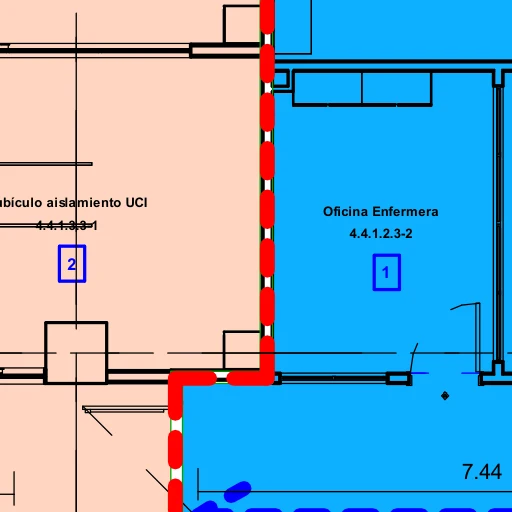 ubículo aislamiento UCI
4.4.1.3.3-1
2
Oficina Enfermera
4.4.1.2.3-2
1
7.44